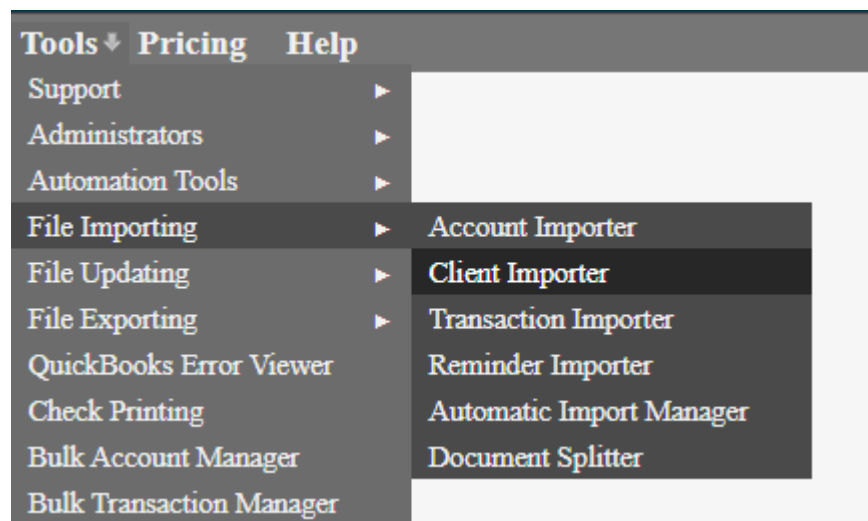 Tools Pricing Help
Support
Administrators
Automation Tools
File Importing
File Updating
File Exporting
QuickBooks Error Viewer
Check Printing
Bulk Account Manager
Bulk Transaction Manager
Account Importer
Client Importer
Transaction Importer
Reminder Importer
Automatic Import Manager
Document Splitter